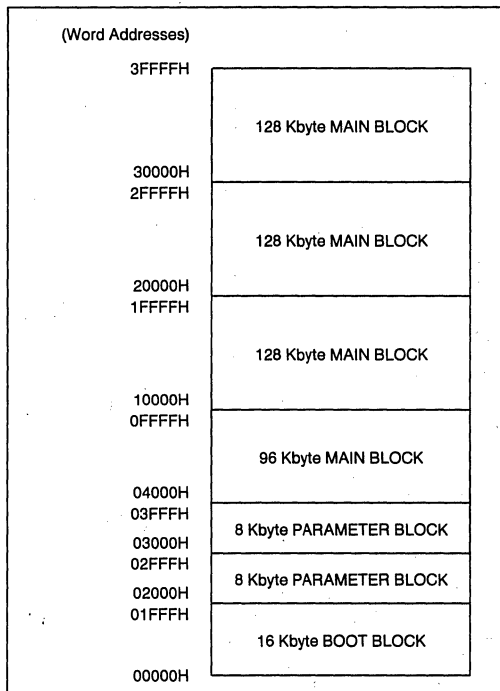 (Word Addresses)
3FFFFH
128 Kbyte MAIN BLOCK
30000H
2FFFFH
128 Kbyte MAIN BLOCK
20000H
1FFFFH
128 Kbyte MAIN BLOCK
10000H
0FFFFH
96 Kbyte MAIN BLOCK
04000H
03FFFH
8 Kbyte PARAMETER BLOCK
03000H
02FFFH
8 Kbyte PARAMETER BLOCK
02000H
01FFFH
16 Kbyte BOOT BLOCK
00000H